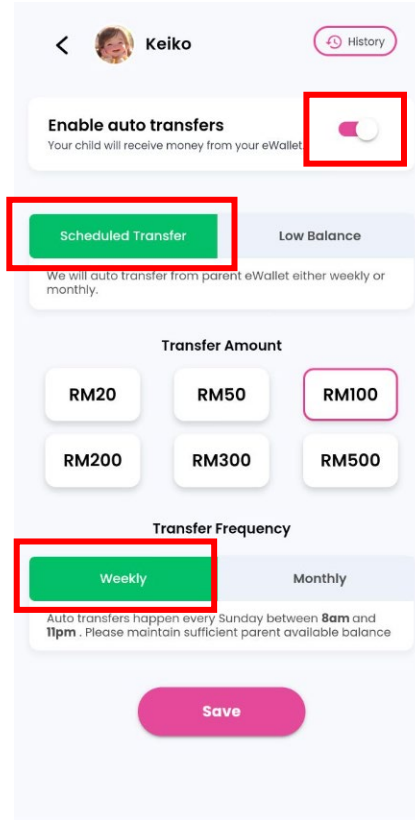 Keiko
History
Enable auto transfers
Your child will receive money from your eWallet.
Scheduled Transfer
Low Balance
We will auto transfer from parent eWallet either weekly or
monthly.
Transfer Amount
RM20
RM50
RM100
RM200
RM300
RM500
Transfer Frequency
Weekly
Monthly
Auto transfers happen every Sunday between 8am and
11pm . Please maintain sufficient parent available balance
Save